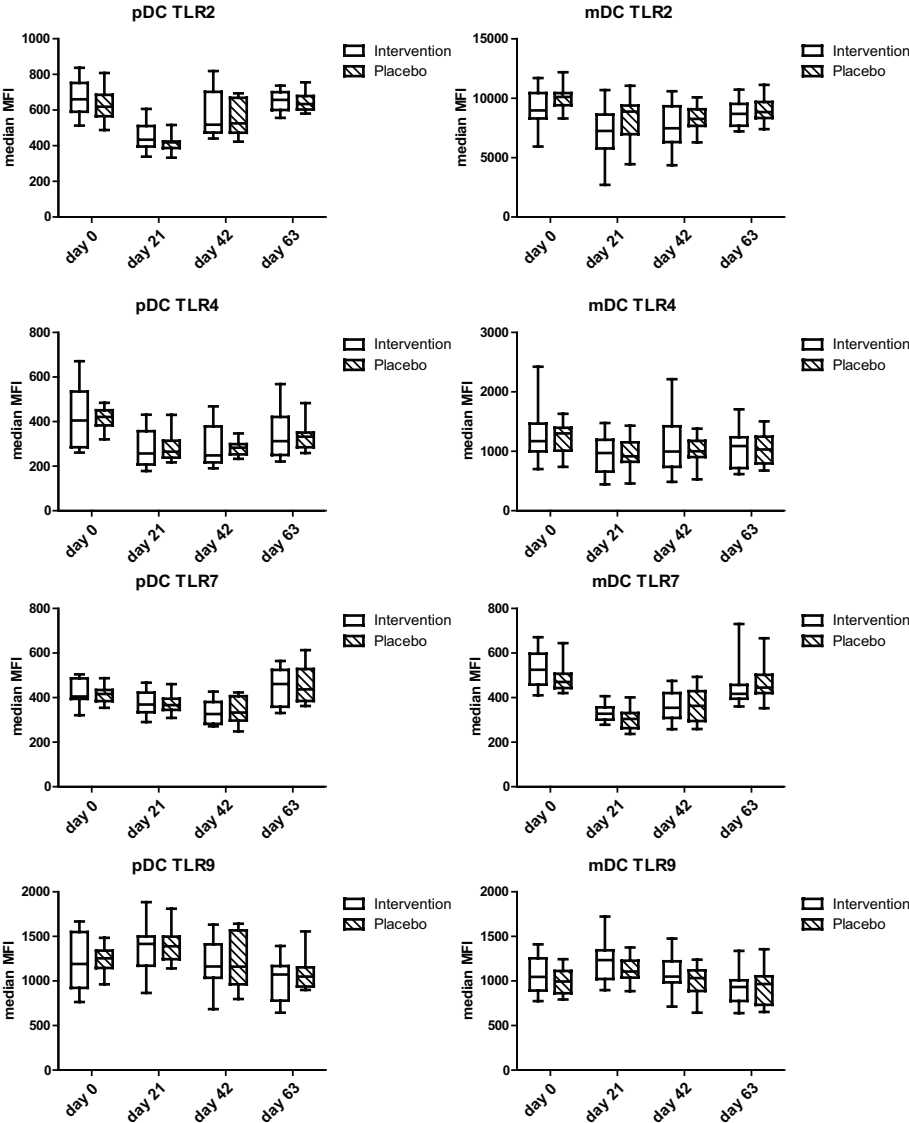 pDC TLR2
median MFI
1000
800
600
400
200
0
day 0
day 21
day 42
day 63
Intervention
Placebo
mDC TLR2
median MFI
15000
10000
5000
0
day 0
day 21
day 42
day 63
Intervention
Placebo
pDC TLR4
median MFI
800
600
400
200
0
day 0
day 21
day 42
day 63
Intervention
Placebo
mDC TLR4
median MFI
3000
2000
1000
0
day 0
day 21
day 42
day 63
Intervention
Placebo
pDC TLR7
median MFI
800
600
400
200
0
day 0
day 21
day 42
day 63
Intervention
Placebo
mDC TLR7
median MFI
800
600
400
200
0
day 0
day 21
day 42
day 63
Intervention
Placebo
pDC TLR9
median MFI
2000
1500
1000
500
0
day 0
day 21
day 42
day 63
Intervention
Placebo
mDC TLR9
median MFI
2000
1500
1000
500
0
day 0
day 21
day 42
day 63
Intervention
Placebo